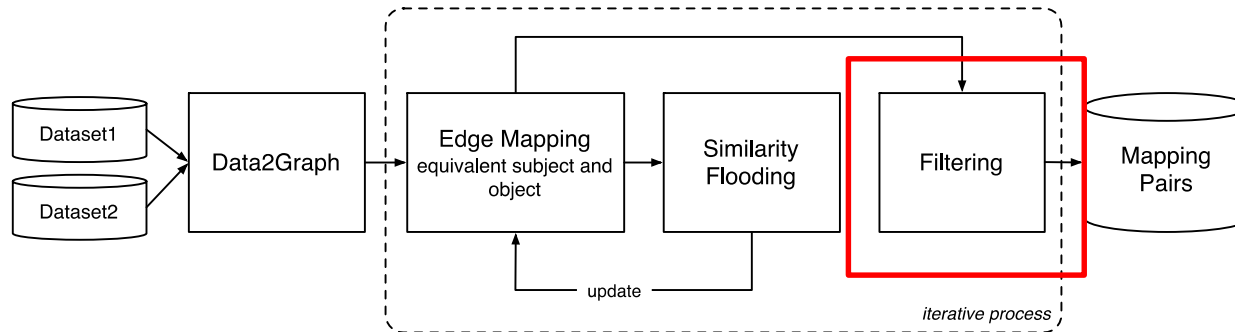 Dataset1
Dataset2
Data2Graph
Edge Mapping
equivalent subject and
object
Similarity
Flooding
Filtering
Mapping
Pairs
update
iterative process